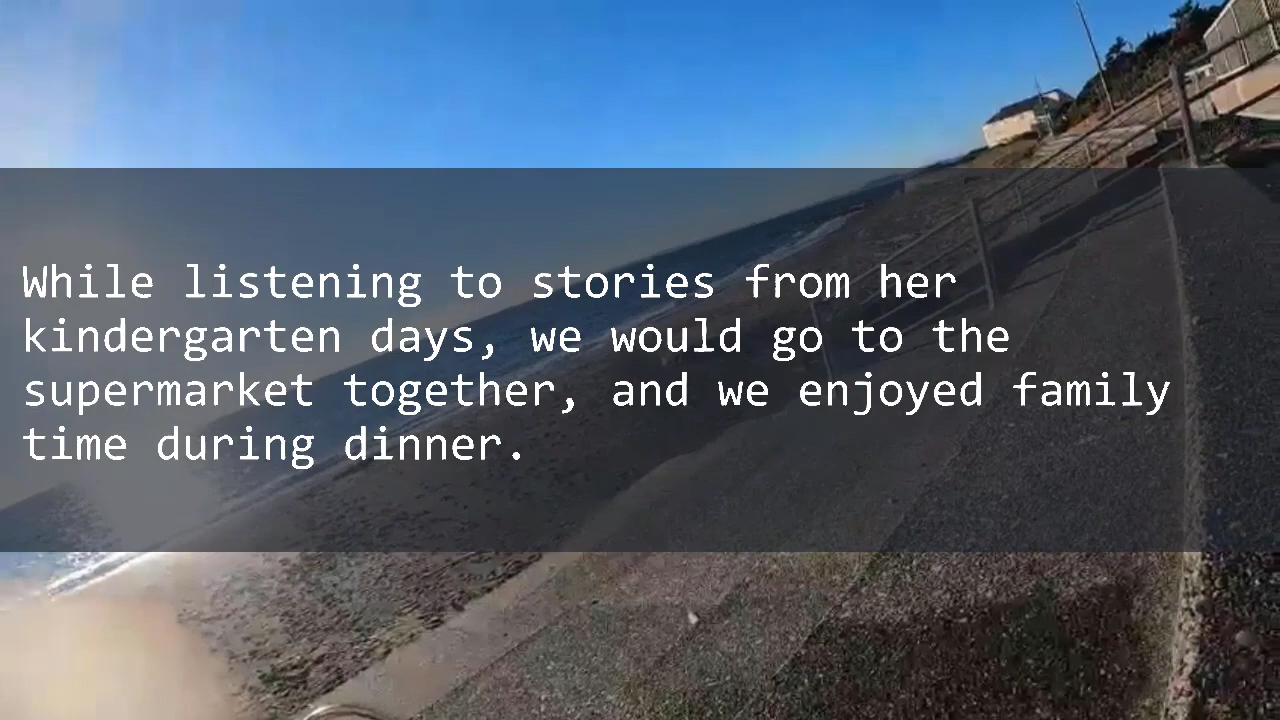 While listening to stories from her
kindergarten days, we would go to the
supermarket together, and we enjoyed family
time during dinner.